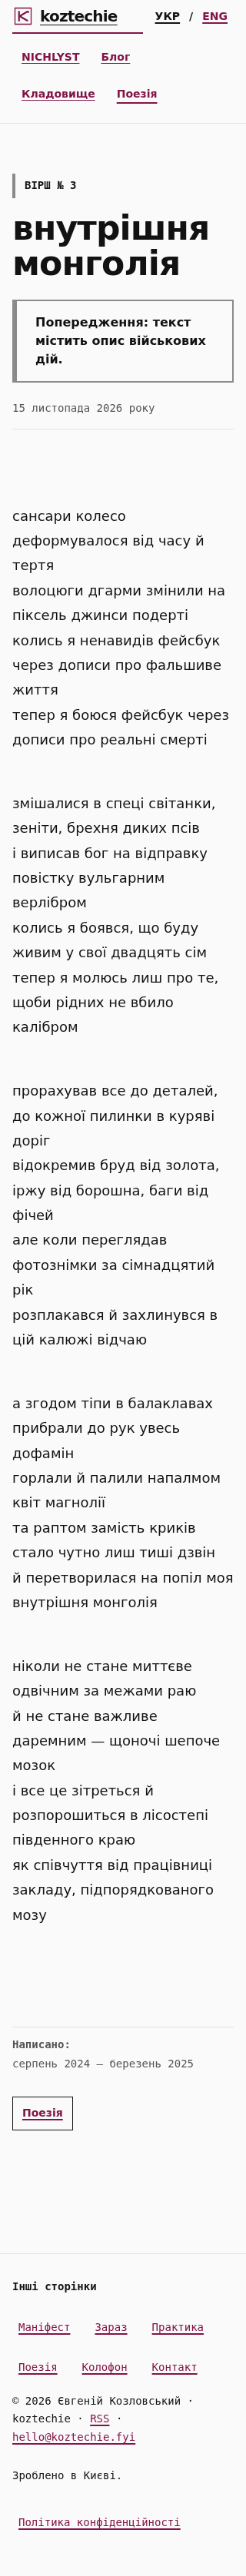 koztechie УКР / ENG
NICHLYST Блог
Кладовище Поезія
ВІРШ № 3
внутрішня
монголія
Попередження: текст
містить опис військових
дій.
15 листопада 2026 року
сансари колесо
деформувалося від часу й
тертя
волоцюги дгарми змінили на
піксель джинси подерті
колись я ненавидів фейсбук
через дописи про фальшиве
життя
тепер я боюся фейсбук через
дописи про реальні смерті
змішалися в спеці світанки,
зеніти, брехня диких псів
і виписав бог на відправку
повістку вульгарним
верлібром
колись я боявся, що буду
живим у свої двадцять сім
тепер я молюсь лиш про те,
щоби рідних не вбило
калібром
прорахував все до деталей,
до кожної пилинки в куряві
доріг
відокремив бруд від золота,
іржу від борошна, баги від
фічей
але коли переглядав
фотознімки за сімнадцятий
рік
розплакався й захлинувся в
цій калюжі відчаю
а згодом тіпи в балаклавах
прибрали до рук увесь
дофамін
горлали й палили напалмом
квіт магнолії
та раптом замість криків
стало чутно лиш тиші дзвін
й перетворилася на попіл моя
внутрішня монголія
ніколи не стане миттєве
одвічним за межами раю
й не стане важливе
даремним — щоночі шепоче
мозок
і все це зітреться й
розпорошиться в лісостепі
південного краю
як співчуття від працівниці
закладу, підпорядкованого
мозу
Написано:
серпень 2024 — березень 2025
Поезія
Інші сторінки
Маніфест Зараз Практика
Поезія Колофон Контакт
© 2026 Євгеній Козловський ·
koztechie · RSS ·
hello@koztechie.fyi
Зроблено в Києві.
Політика конфіденційності